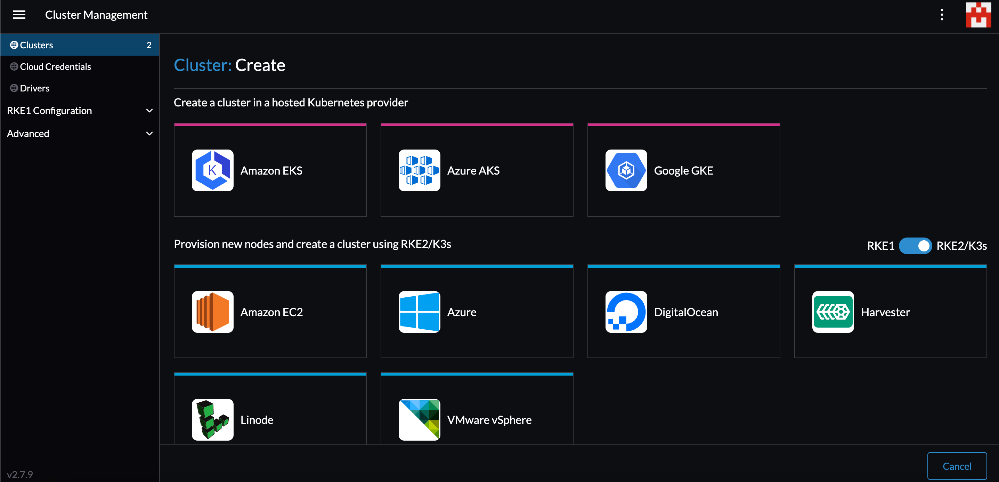 Cluster Management
Clusters 2
Cloud Credentials
Drivers
RKE1 Configuration
Advanced
v2.7.9
Cluster: Create
Create a cluster in a hosted Kubernetes provider
K
Amazon EKS
Azure AKS
Google GKE
Provision new nodes and create a cluster using RKE2/K3s
RKE1 RKE2/K3s
Amazon EC2
Azure
DigitalOcean
Harvester
Linode
VMware vSphere
Cancel